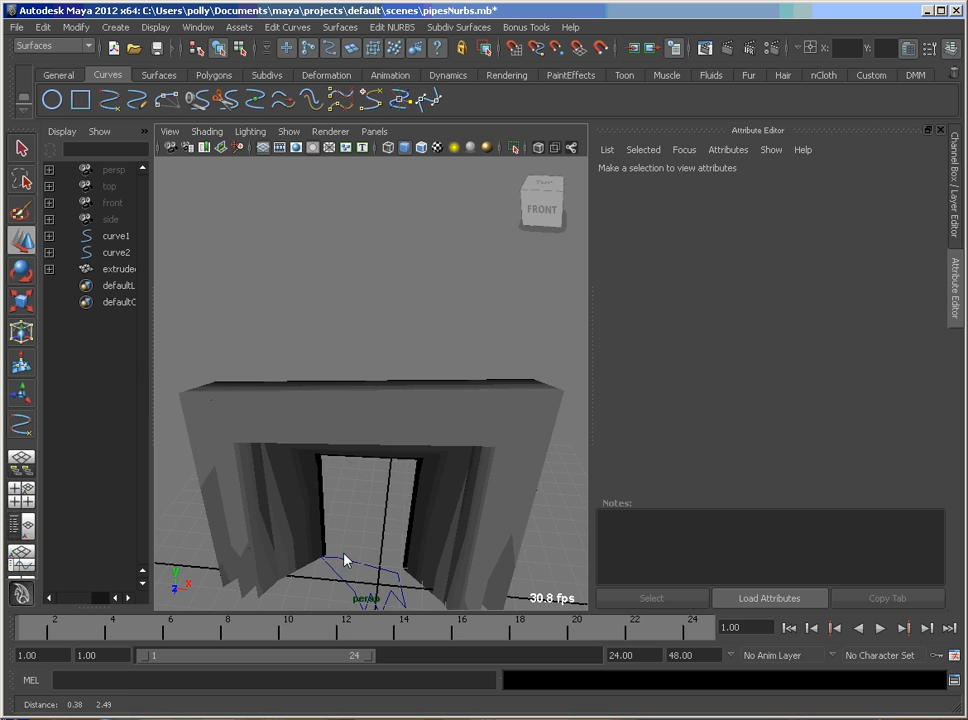 Autodesk Maya 2012 x64: C:\Users\polly\Documents\maya\projects\default\scenes\pipesNurbs.mb*
File Edit Modify Create Display Window Assets Edit Curves Surfaces Edit NURBS Subdiv Surfaces Bonus Tools Help
Surfaces X: Y:
General Curves Surfaces Polygons Subdivs Deformation Animation Dynamics Rendering PaintEffects Toon Muscle Fluids Fur Hair nCloth Custom DMM
Display Show » View Shading Lighting Show Renderer Panels
Attribute Editor
List Selected Focus Attributes Show Help
Make a selection to view attributes
persp
top
front
side
curve1
curve2
extrude
defaultL
defaultO
FRONT
Channel Box / Layer Editor
Attribute Editor
Notes:
y
x
z
persp
30.8 fps
Select Load Attributes Copy Tab
2 4 6 8 10 12 14 16 18 20 22 24 1.00
1.00 1.00 1 24 24.00 48.00 No Anim Layer No Character Set
MEL
Distance: 0.38 2.49